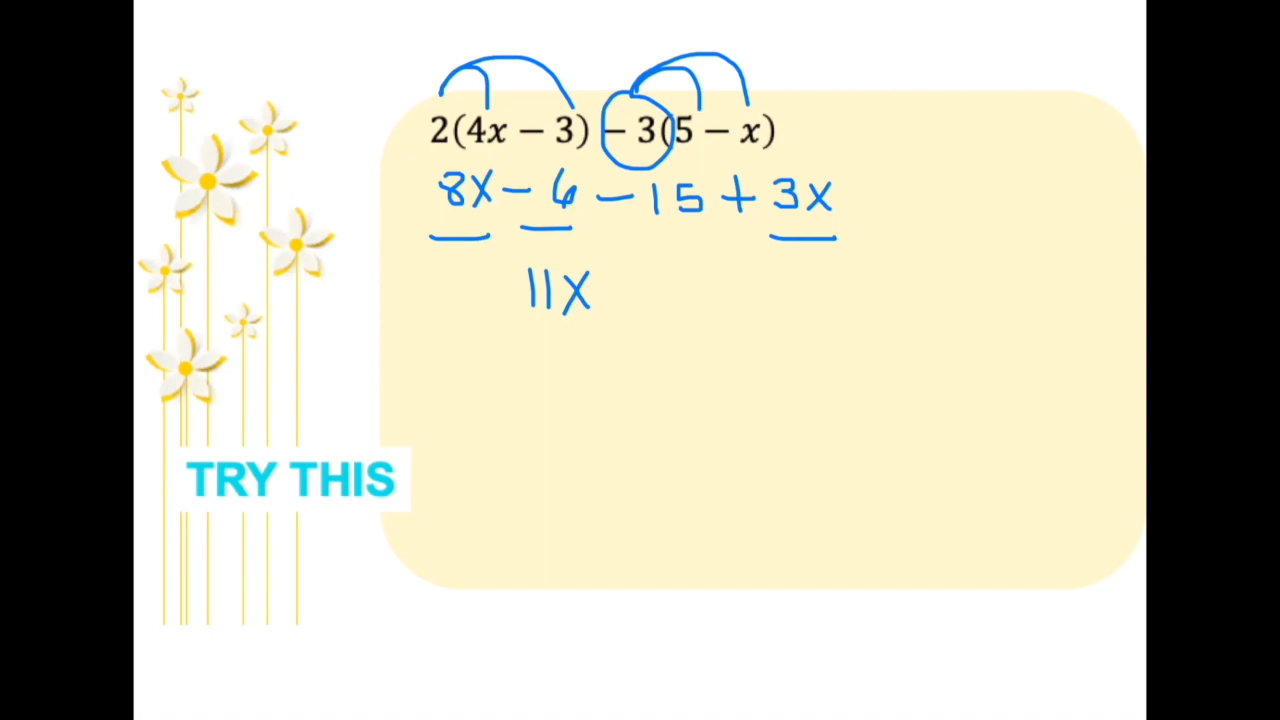 2(4x − 3) − 3(5 − x)
8x − 6 − 15 + 3x
11x
TRY THIS